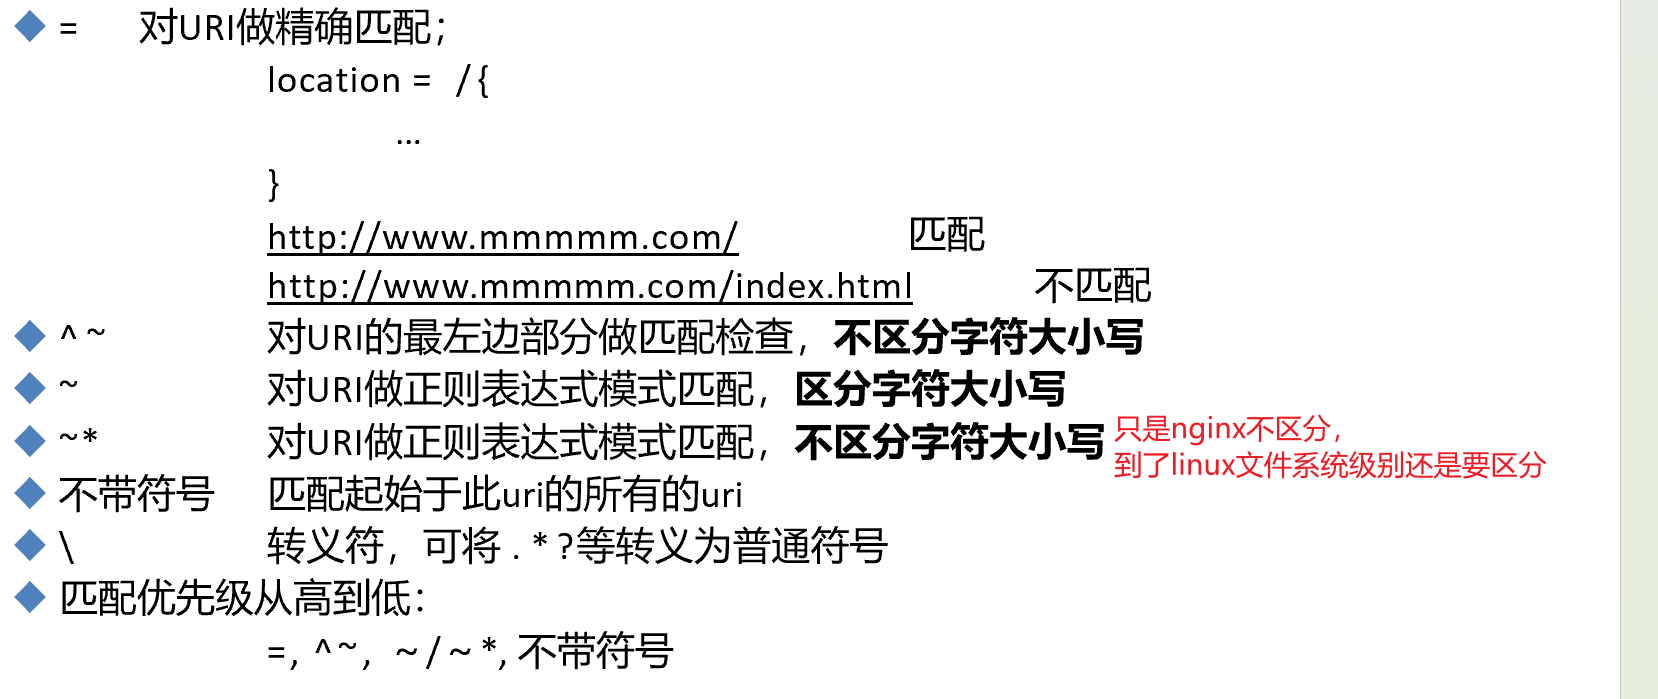 = 对URI做精确匹配；
location = /{
...
}
http://www.mmmmm.com/ 匹配
http://www.mmmmm.com/index.html 不匹配
^~ 对URI的最左边部分做匹配检查，不区分字符大小写
~ 对URI做正则表达式模式匹配，区分字符大小写
~* 对URI做正则表达式模式匹配，不区分字符大小写
只是nginx不区分，
到了linux文件系统级别还是要区分
不带符号 匹配起始于此uri的所有的uri
\ 转义符，可将 . * ?等转义为普通符号
匹配优先级从高到低：
=, ^~, ~/~*, 不带符号